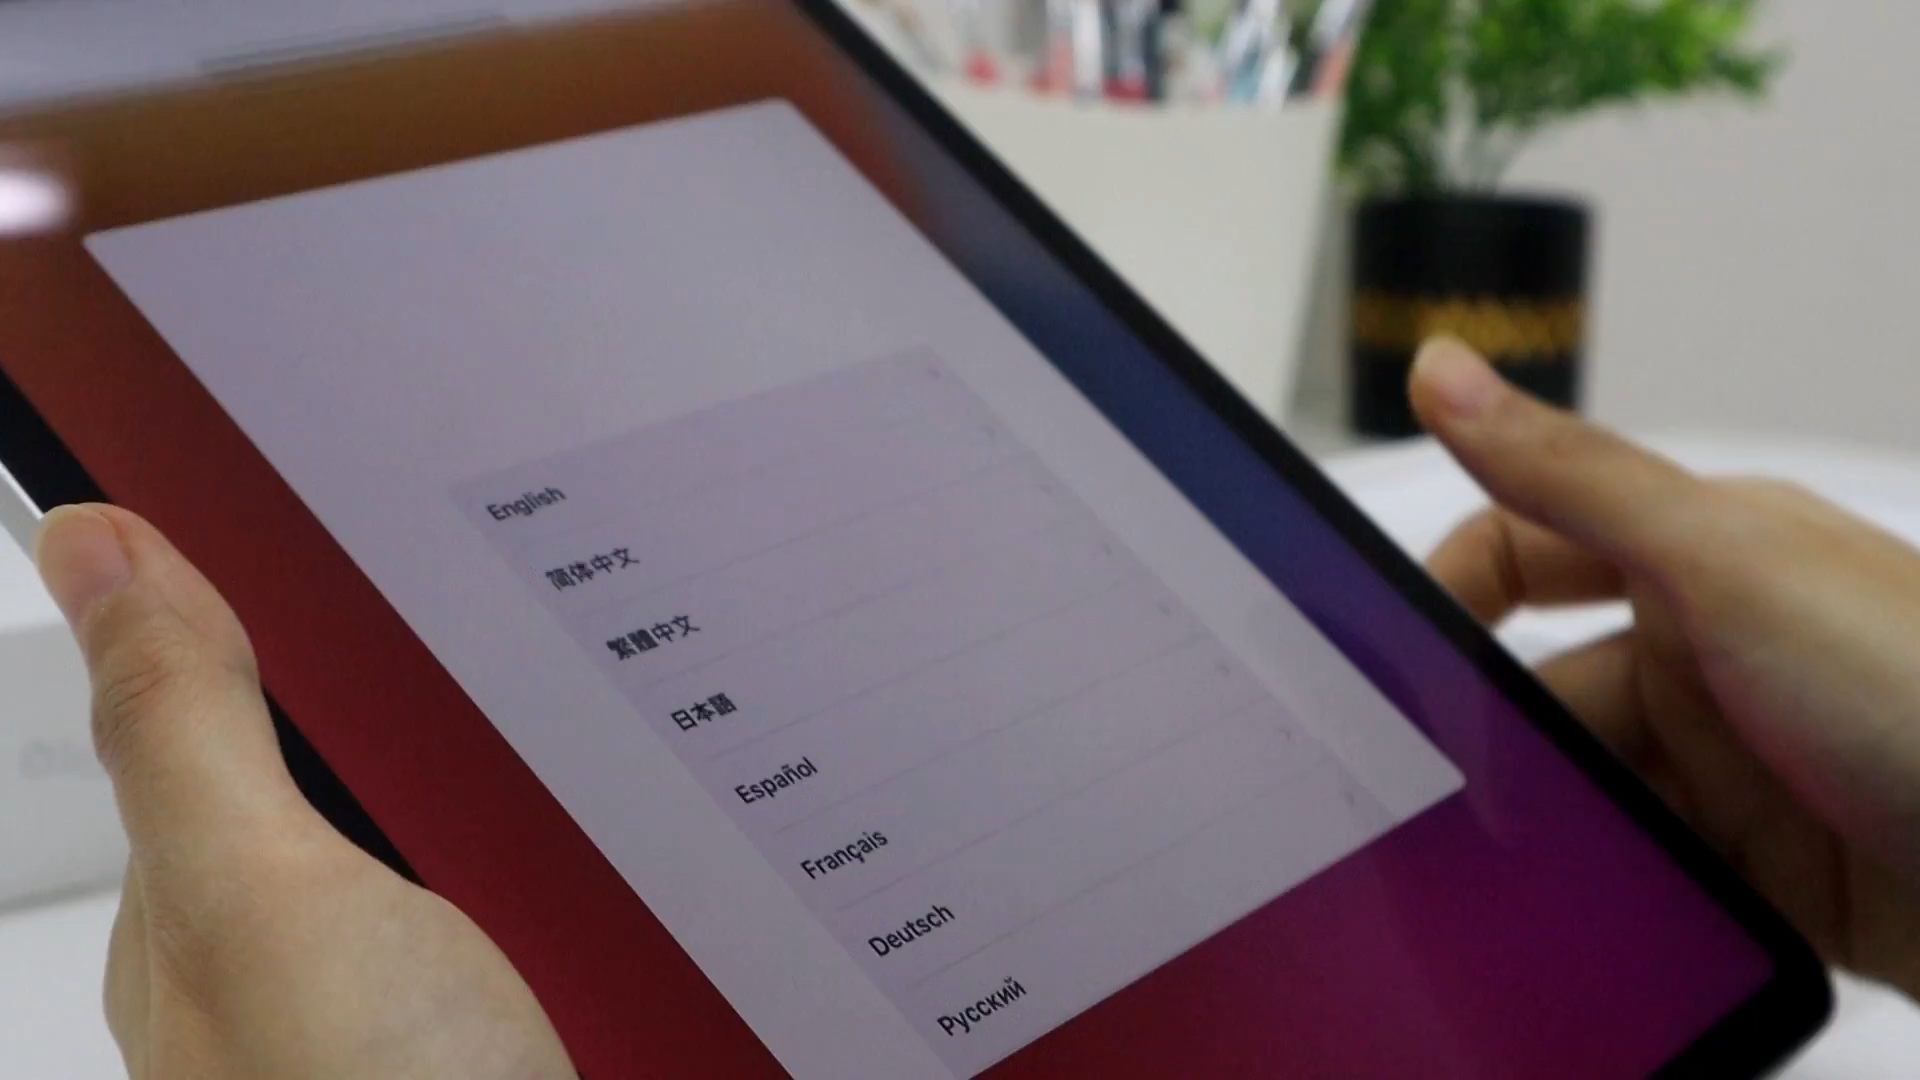 English
简体中文
繁體中文
日本語
Español
Français
Deutsch
Русский